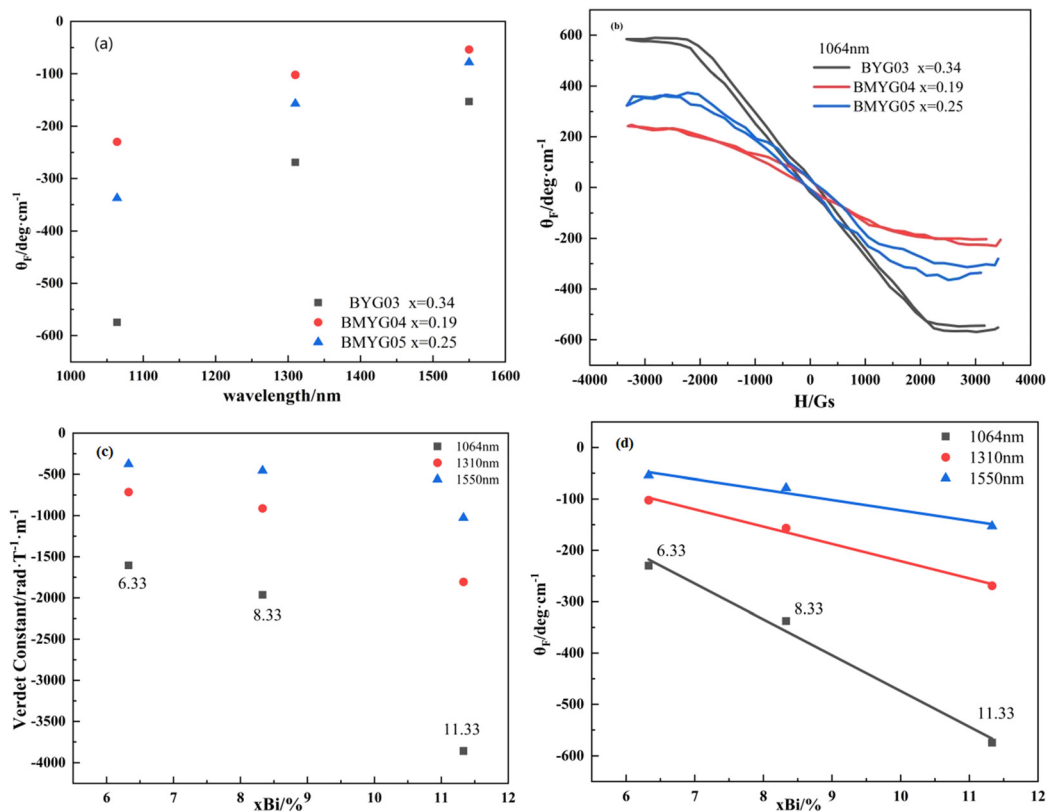 (a)
0
-100
-200
-300
-400
-500
-600
θF/deg·cm⁻¹
BYG03 x=0.34
BMYG04 x=0.19
BMYG05 x=0.25
1000 1100 1200 1300 1400 1500 1600
wavelength/nm
(b)
600
400
200
0
-200
-400
-600
θF/deg·cm⁻¹
1064nm
BYG03 x=0.34
BMYG04 x=0.19
BMYG05 x=0.25
-4000 -3000 -2000 -1000 0 1000 2000 3000 4000
H/Gs
(c)
0
-500
-1000
-1500
-2000
-2500
-3000
-3500
-4000
Verdet Constant/rad·T⁻¹·m⁻¹
1064nm
1310nm
1550nm
6.33
8.33
11.33
5 6 7 8 9 10 11 12
xBi/%
(d)
0
-100
-200
-300
-400
-500
-600
θF/deg·cm⁻¹
1064nm
1310nm
1550nm
6.33
8.33
11.33
6 7 8 9 10 11 12
xBi/%